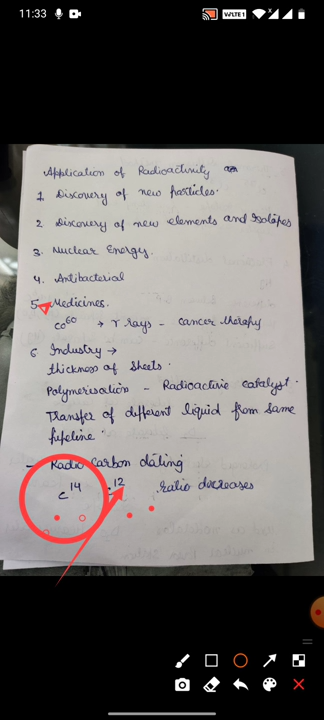 11:33
VoLTE1
Application of Radioactivity
1. Discovery of new particles.
2 Discovery of new elements and Isotopes
3. Nuclear Energy.
4. Antibacterial
5. Medicines.
Co⁶⁰ → r rays - cancer therapy
6 Industry →
thickness of sheets.
Polymerisation - Radioactive catalyst.
Transfer of different liquid from same
pipeline.
- Radio carbon dating
c¹⁴ c¹² ratio decreases